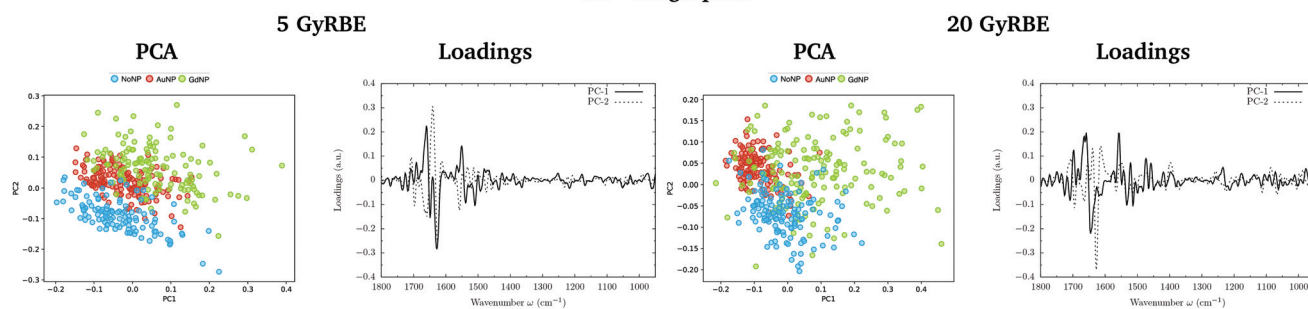 5 GyRBE
20 GyRBE
PCA
Loadings
PCA
Loadings
NoNP AuNP GdNP
0.3
0.2
0.1
0.0
−0.1
−0.2
−0.3
PC2
−0.2 −0.1 0.0 0.1 0.2 0.3 0.4
PC1
PC-1
PC-2
0.4
0.3
0.2
0.1
0
−0.1
−0.2
−0.3
−0.4
Loadings (a.u.)
1800 1700 1600 1500 1400 1300 1200 1100 1000
Wavenumber ω (cm⁻¹)
NoNP AuNP GdNP
0.20
0.15
0.10
0.05
0.00
−0.05
−0.10
−0.15
−0.20
PC2
−0.2 −0.1 0.0 0.1 0.2 0.3 0.4
PC1
PC-1
PC-2
0.4
0.3
0.2
0.1
0
−0.1
−0.2
−0.3
−0.4
Loadings (a.u.)
1800 1700 1600 1500 1400 1300 1200 1100 1000
Wavenumber ω (cm⁻¹)